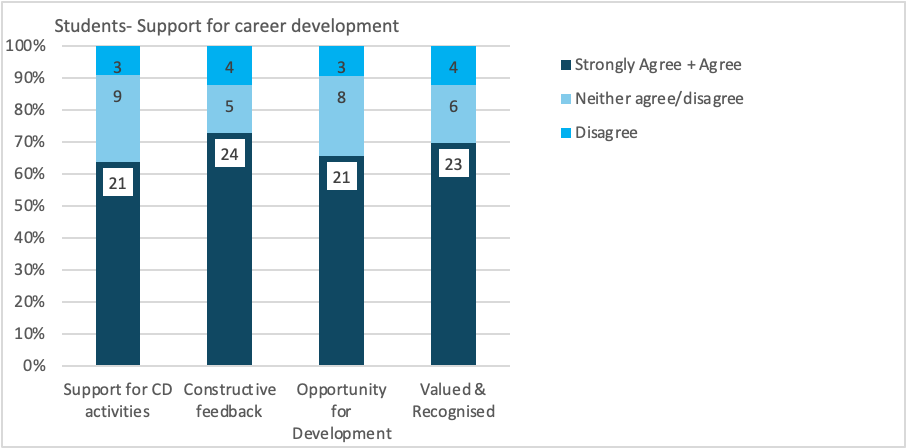 Students- Support for career development
100%
90%
80%
70%
60%
50%
40%
30%
20%
10%
0%
3
4
3
4
9
5
8
6
21
24
21
23
Support for CD
activities
Constructive
feedback
Opportunity
for
Development
Valued &
Recognised
Strongly Agree + Agree
Neither agree/disagree
Disagree